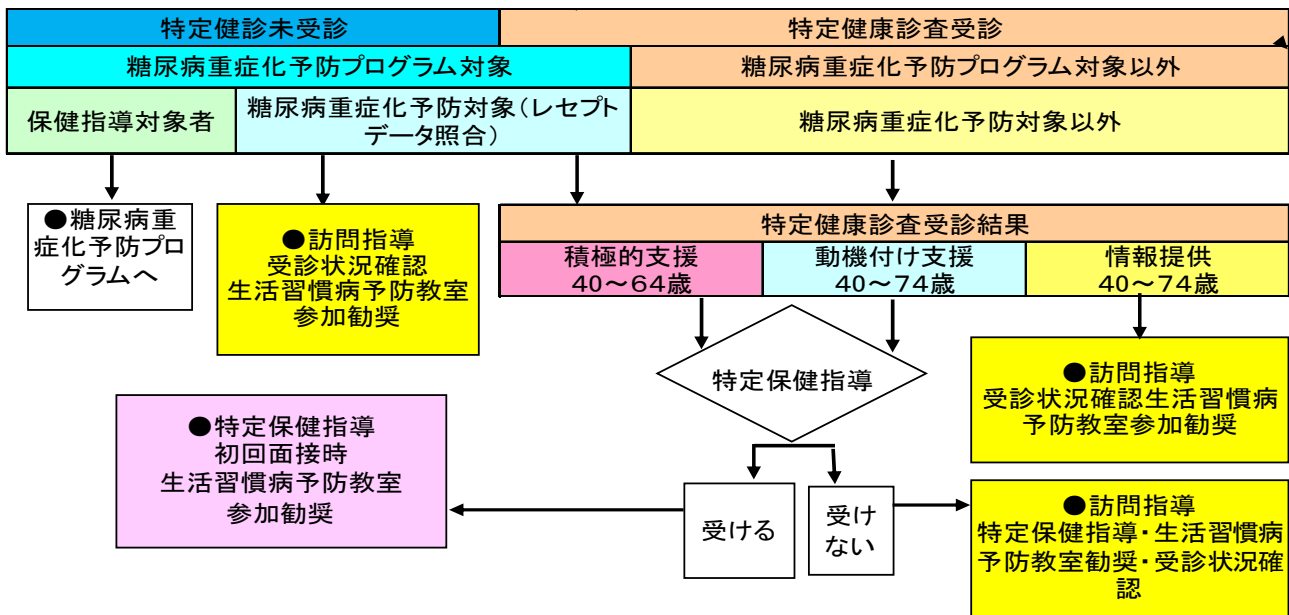 特定健診未受診
特定健康診査受診
糖尿病重症化予防プログラム対象
糖尿病重症化予防プログラム対象以外
保健指導対象者
糖尿病重症化予防対象(レセプト
データ照合)
糖尿病重症化予防対象以外
●糖尿病重
症化予防プロ
グラムへ
●訪問指導
受診状況確認
生活習慣病予防教室
参加勧奨
特定健康診査受診結果
積極的支援
40~64歳
動機付け支援
40~74歳
情報提供
40~74歳
特定保健指導
●訪問指導
受診状況確認生活習慣病
予防教室参加勧奨
●特定保健指導
初回面接時
生活習慣病予防教室
参加勧奨
受ける
受け
ない
●訪問指導
特定保健指導・生活習慣病
予防教室勧奨・受診状況確
認